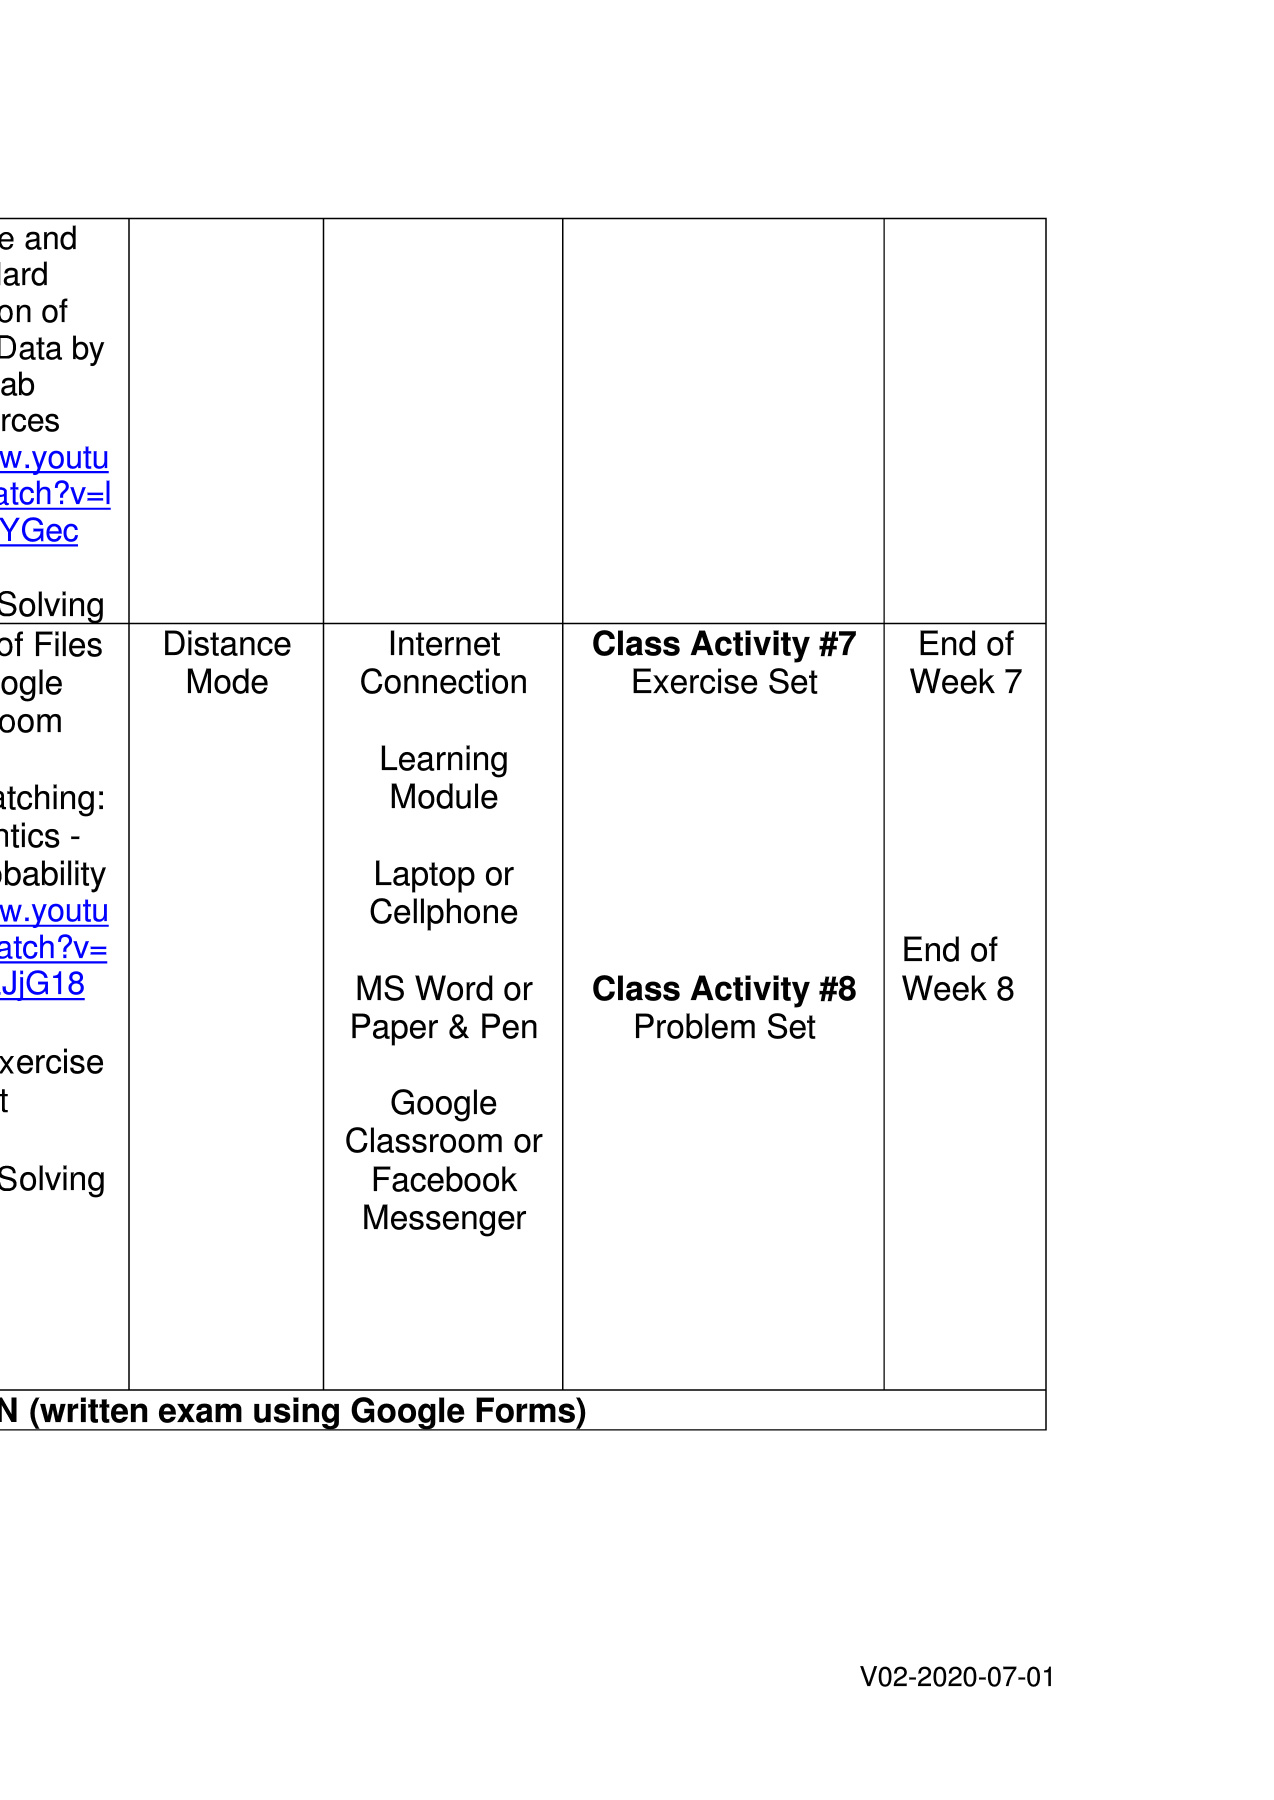 e and
lard
on of
Data by
ab
rces
w.youtu
atch?v=l
YGec
Solving
of Files
ogle
oom
atching:
ntics -
obability
w.youtu
atch?v=
JjG18
xercise
t
Solving
Distance
Mode
Internet
Connection
Learning
Module
Laptop or
Cellphone
MS Word or
Paper & Pen
Google
Classroom or
Facebook
Messenger
Class Activity #7
Exercise Set
Class Activity #8
Problem Set
End of
Week 7
End of
Week 8
N (written exam using Google Forms)
V02-2020-07-01